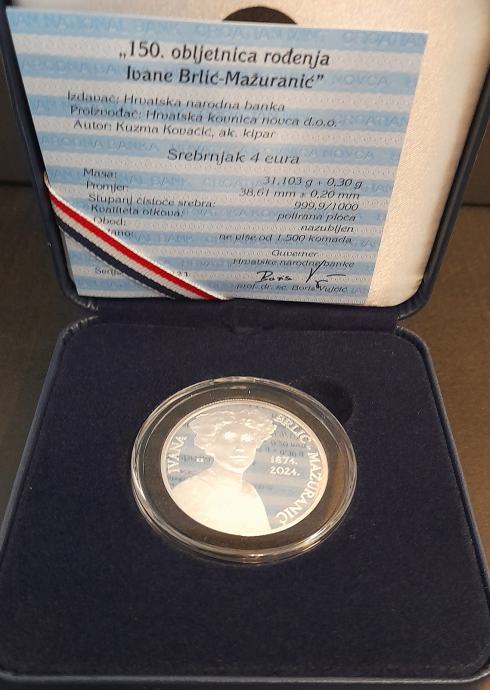 „150. obljetnica rođenja
Ivane Brlić-Mažuranić”
Izdavač: Hrvatska narodna banka
Proizvođač: Hrvatska kovnica novca d.o.o.
Autor: Kuzma Kovačić, ak. kipar
Srebrnjak 4 eura
Masa: 31,103 g ± 0,30 g
Promjer: 38,61 mm ± 0,20 mm
Stupanj čistoće srebra: 999,9/1000
Kvaliteta otkova: polirana ploča
Obod: nazubljen
ne više od 1.500 komada
Guverner
Hrvatske narodne banke
prof. dr. sc. Boris Vujčić
IVANA BRLIĆ-MAŽURANIĆ
1874.
2024.